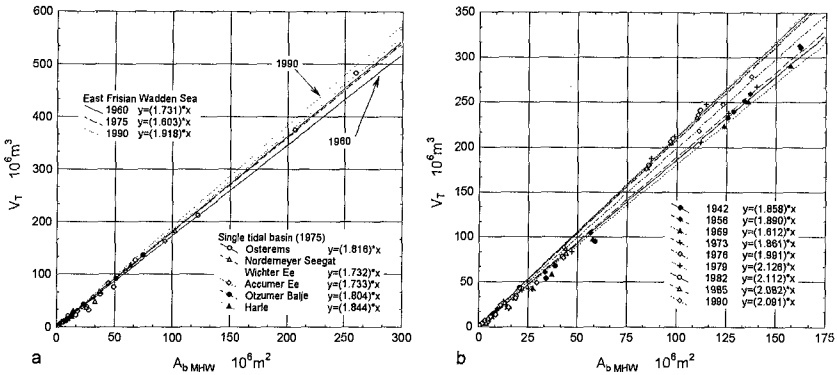 600
500
400
300
200
100
0
0 50 100 150 200 250 300
V_T 10^6m^3
A_b MHW 10^6m^2
a
1990
1960
East Frisian Wadden Sea
1960 y=(1.731)*x
1975 y=(1.603)*x
1990 y=(1.918)*x
Single tidal basin (1975)
Osterems y=(1.816)*x
Nordemeyer Seegat
Wichter Ee y=(1.732)*x
Accumer Ee y=(1.733)*x
Otzumer Balje y=(1.804)*x
Harle y=(1.844)*x
350
300
250
200
150
100
50
0
0 25 50 75 100 125 150 175
V_T 10^6m^3
A_b MHW 10^6m^2
b
1942 y=(1.858)*x
1956 y=(1.890)*x
1969 y=(1.612)*x
1973 y=(1.861)*x
1976 y=(1.991)*x
1979 y=(2.126)*x
1982 y=(2.112)*x
1985 y=(2.082)*x
1990 y=(2.091)*x